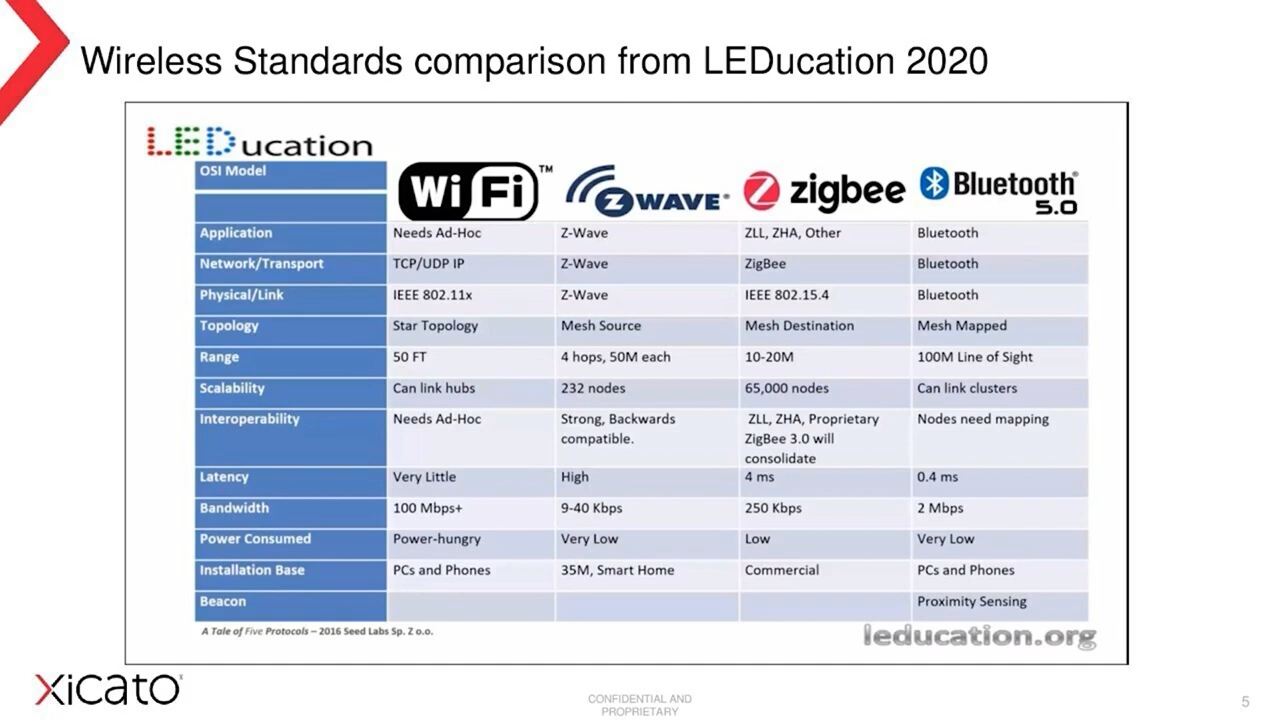 Wireless Standards comparison from LEDucation 2020
LEDucation
OSI Model
WiFi™ Z WAVE® zigbee Bluetooth® 5.0
Application Needs Ad-Hoc Z-Wave ZLL, ZHA, Other Bluetooth
Network/Transport TCP/UDP IP Z-Wave ZigBee Bluetooth
Physical/Link IEEE 802.11x Z-Wave IEEE 802.15.4 Bluetooth
Topology Star Topology Mesh Source Mesh Destination Mesh Mapped
Range 50 FT 4 hops, 50M each 10-20M 100M Line of Sight
Scalability Can link hubs 232 nodes 65,000 nodes Can link clusters
Interoperability Needs Ad-Hoc Strong, Backwards ZLL, ZHA, Proprietary Nodes need mapping
compatible. ZigBee 3.0 will
consolidate
Latency Very Little High 4 ms 0.4 ms
Bandwidth 100 Mbps+ 9-40 Kbps 250 Kbps 2 Mbps
Power Consumed Power-hungry Very Low Low Very Low
Installation Base PCs and Phones 35M, Smart Home Commercial PCs and Phones
Beacon Proximity Sensing
A Tale of Five Protocols – 2016 Seed Labs Sp. Z o.o.
leducation.org
xicato
CONFIDENTIAL AND
PROPRIETARY
5